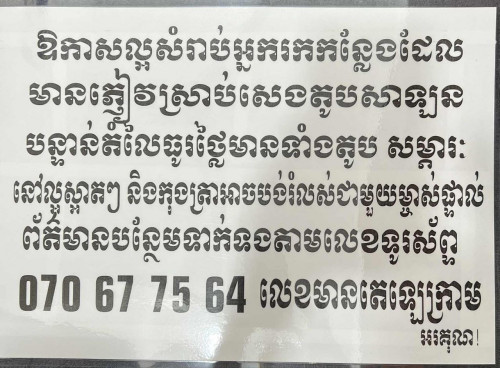 ឱកាសល្អសំរាប់អ្នករកកន្លែងដែល
មានភ្ញៀវស្រាប់សេងតូបសាឡន
បន្ទាន់តំលៃធូរថ្លៃមានទាំងតូប សម្ភារៈ
នៅល្អស្អាតៗ និងកុងត្រាអាចបង់រំលស់ជាមួយម្ចាស់ផ្ទាល់
ព័ត៌មានបន្ថែមទាក់ទងតាមលេខទូរស័ព្ទ
070 67 75 64 លេខមានតេឡេក្រាម
អរគុណ!